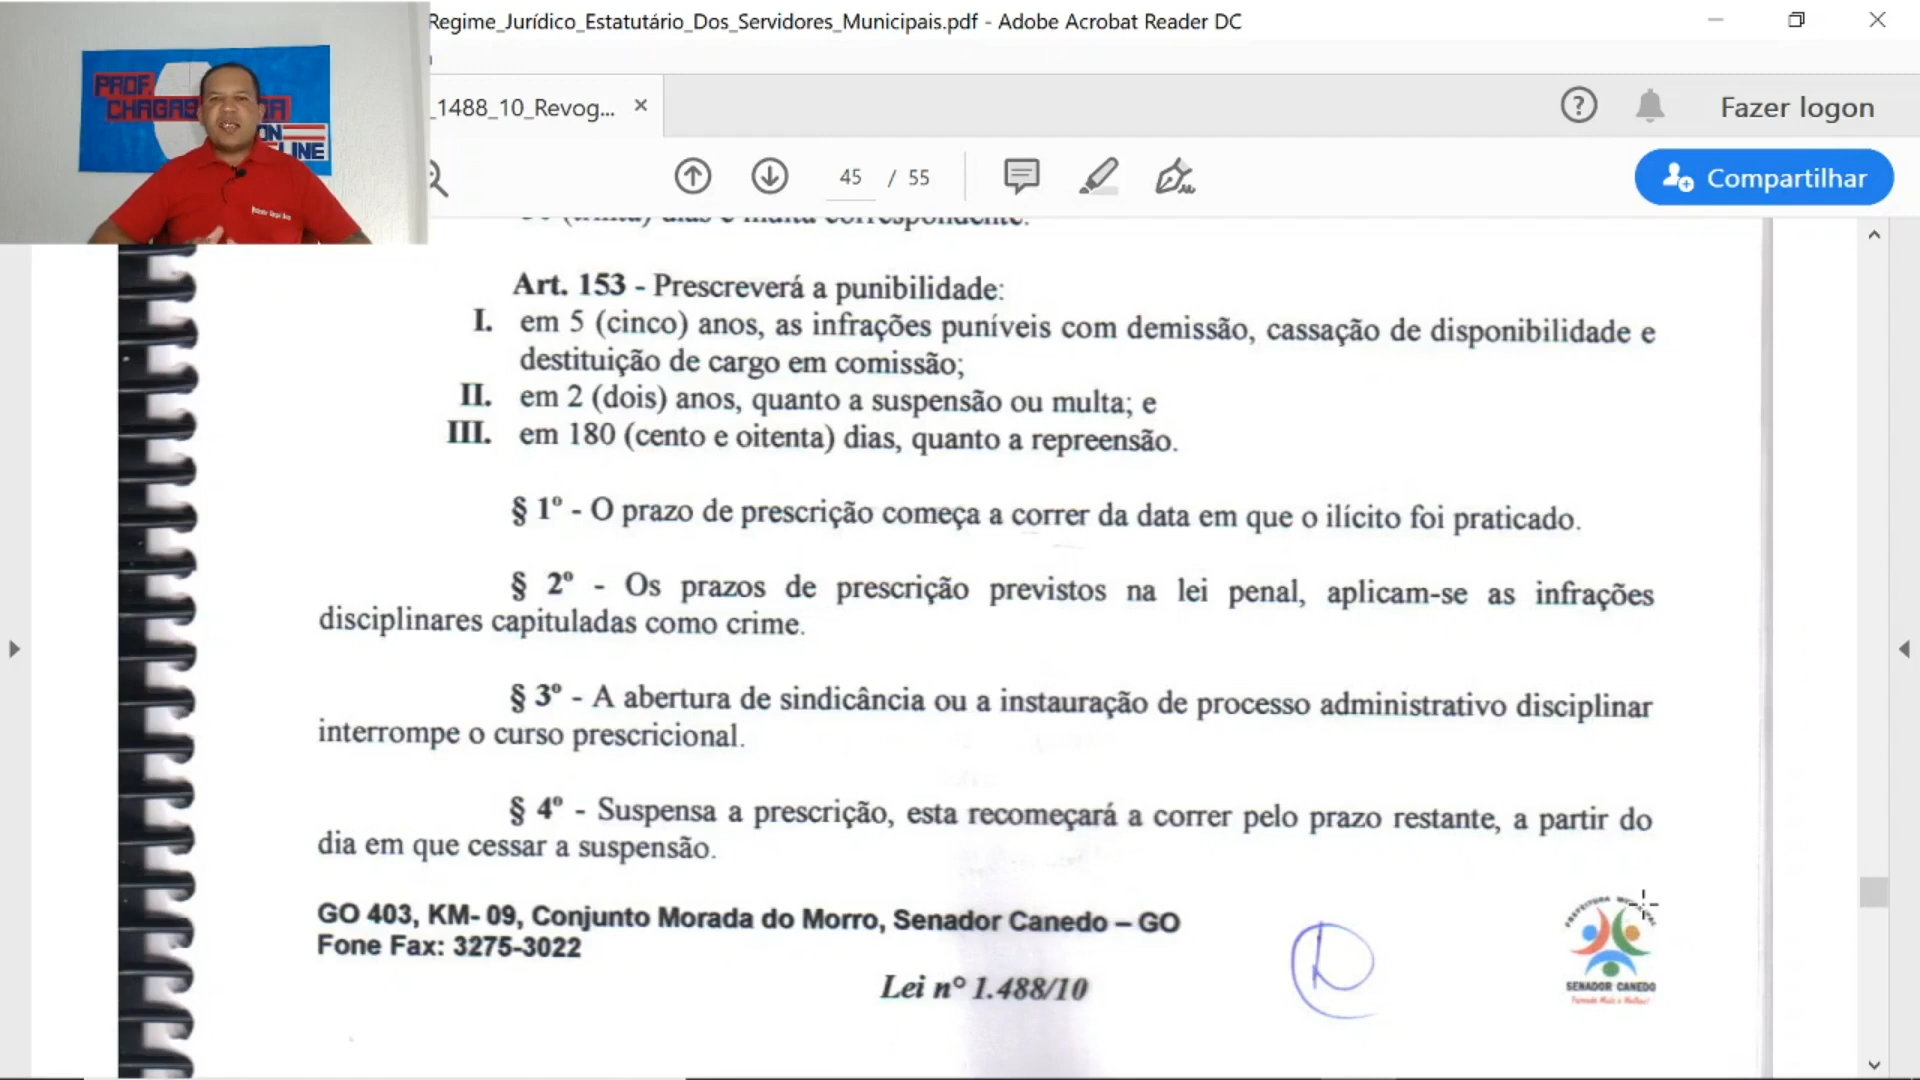 Regime_Jurídico_Estatutário_Dos_Servidores_Municipais.pdf - Adobe Acrobat Reader DC
PROF.
CHAGAS
ON
LINE
_1488_10_Revog...
Fazer logon
45 / 55
Compartilhar
30 (trinta) dias e multa correspondente.
Art. 153 - Prescreverá a punibilidade:
I. em 5 (cinco) anos, as infrações puníveis com demissão, cassação de disponibilidade e
destituição de cargo em comissão;
II. em 2 (dois) anos, quanto a suspensão ou multa; e
III. em 180 (cento e oitenta) dias, quanto a repreensão.
§ 1º - O prazo de prescrição começa a correr da data em que o ilícito foi praticado.
§ 2º - Os prazos de prescrição previstos na lei penal, aplicam-se as infrações
disciplinares capituladas como crime.
§ 3º - A abertura de sindicância ou a instauração de processo administrativo disciplinar
interrompe o curso prescricional.
§ 4º - Suspensa a prescrição, esta recomeçará a correr pelo prazo restante, a partir do
dia em que cessar a suspensão.
GO 403, KM- 09, Conjunto Morada do Morro, Senador Canedo – GO
Fone Fax: 3275-3022
Lei nº 1.488/10
PREFEITURA
SENADOR CANEDO